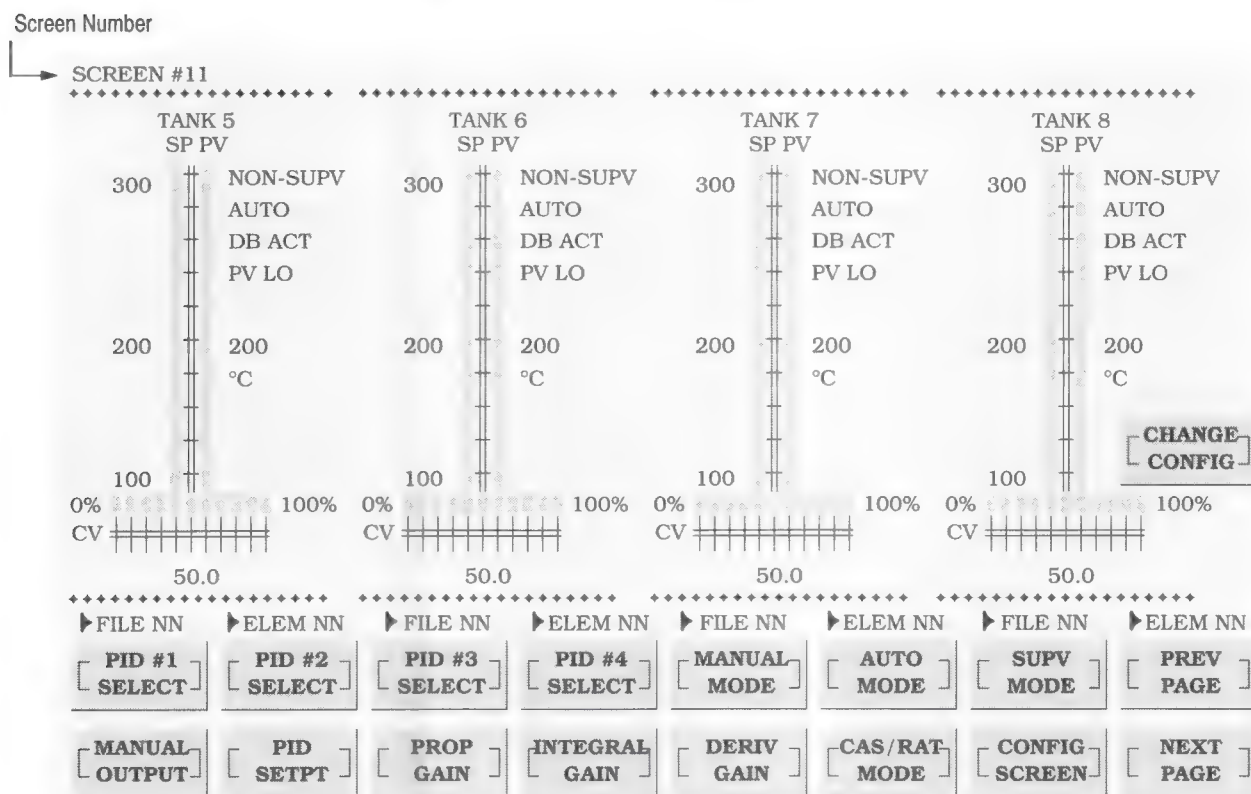 Screen Number
SCREEN #11
TANK 5
SP PV
300
NON-SUPV
AUTO
DB ACT
PV LO
200
200
°C
100
0%
100%
CV
50.0
TANK 6
SP PV
300
NON-SUPV
AUTO
DB ACT
PV LO
200
200
°C
100
0%
100%
CV
50.0
TANK 7
SP PV
300
NON-SUPV
AUTO
DB ACT
PV LO
200
200
°C
100
0%
100%
CV
50.0
TANK 8
SP PV
300
NON-SUPV
AUTO
DB ACT
PV LO
200
200
°C
100
0%
100%
CV
50.0
CHANGE
CONFIG
FILE NN
ELEM NN
FILE NN
ELEM NN
FILE NN
ELEM NN
FILE NN
ELEM NN
PID #1
SELECT
PID #2
SELECT
PID #3
SELECT
PID #4
SELECT
MANUAL
MODE
AUTO
MODE
SUPV
MODE
PREV
PAGE
MANUAL
OUTPUT
PID
SETPT
PROP
GAIN
INTEGRAL
GAIN
DERIV
GAIN
CAS/RAT
MODE
CONFIG
SCREEN
NEXT
PAGE